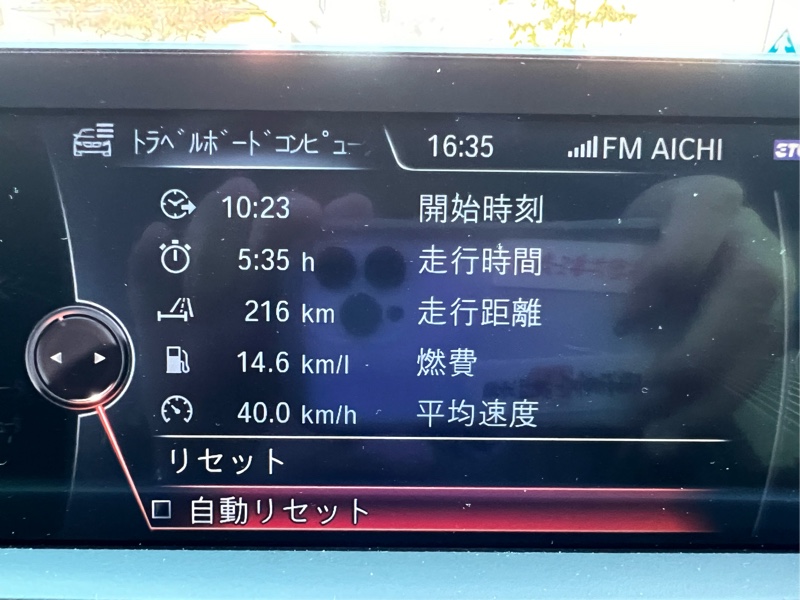 ﾄﾗﾍﾞﾙﾎﾞｰﾄﾞｺﾝﾋﾟｭｰ 16:35 FM AICHI
10:23 開始時刻
5:35 h 走行時間
216 km 走行距離
14.6 km/l 燃費
40.0 km/h 平均速度
リセット
自動リセット